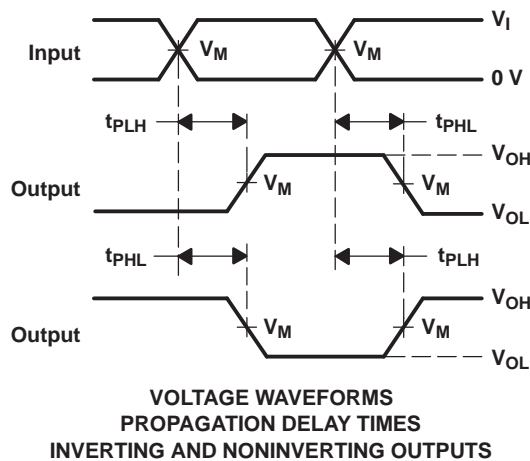 V_I
Input V_M V_M
0 V
t_PLH t_PHL
V_OH
Output V_M V_M
V_OL
t_PHL t_PLH
V_OH
Output V_M V_M
V_OL
VOLTAGE WAVEFORMS
PROPAGATION DELAY TIMES
INVERTING AND NONINVERTING OUTPUTS